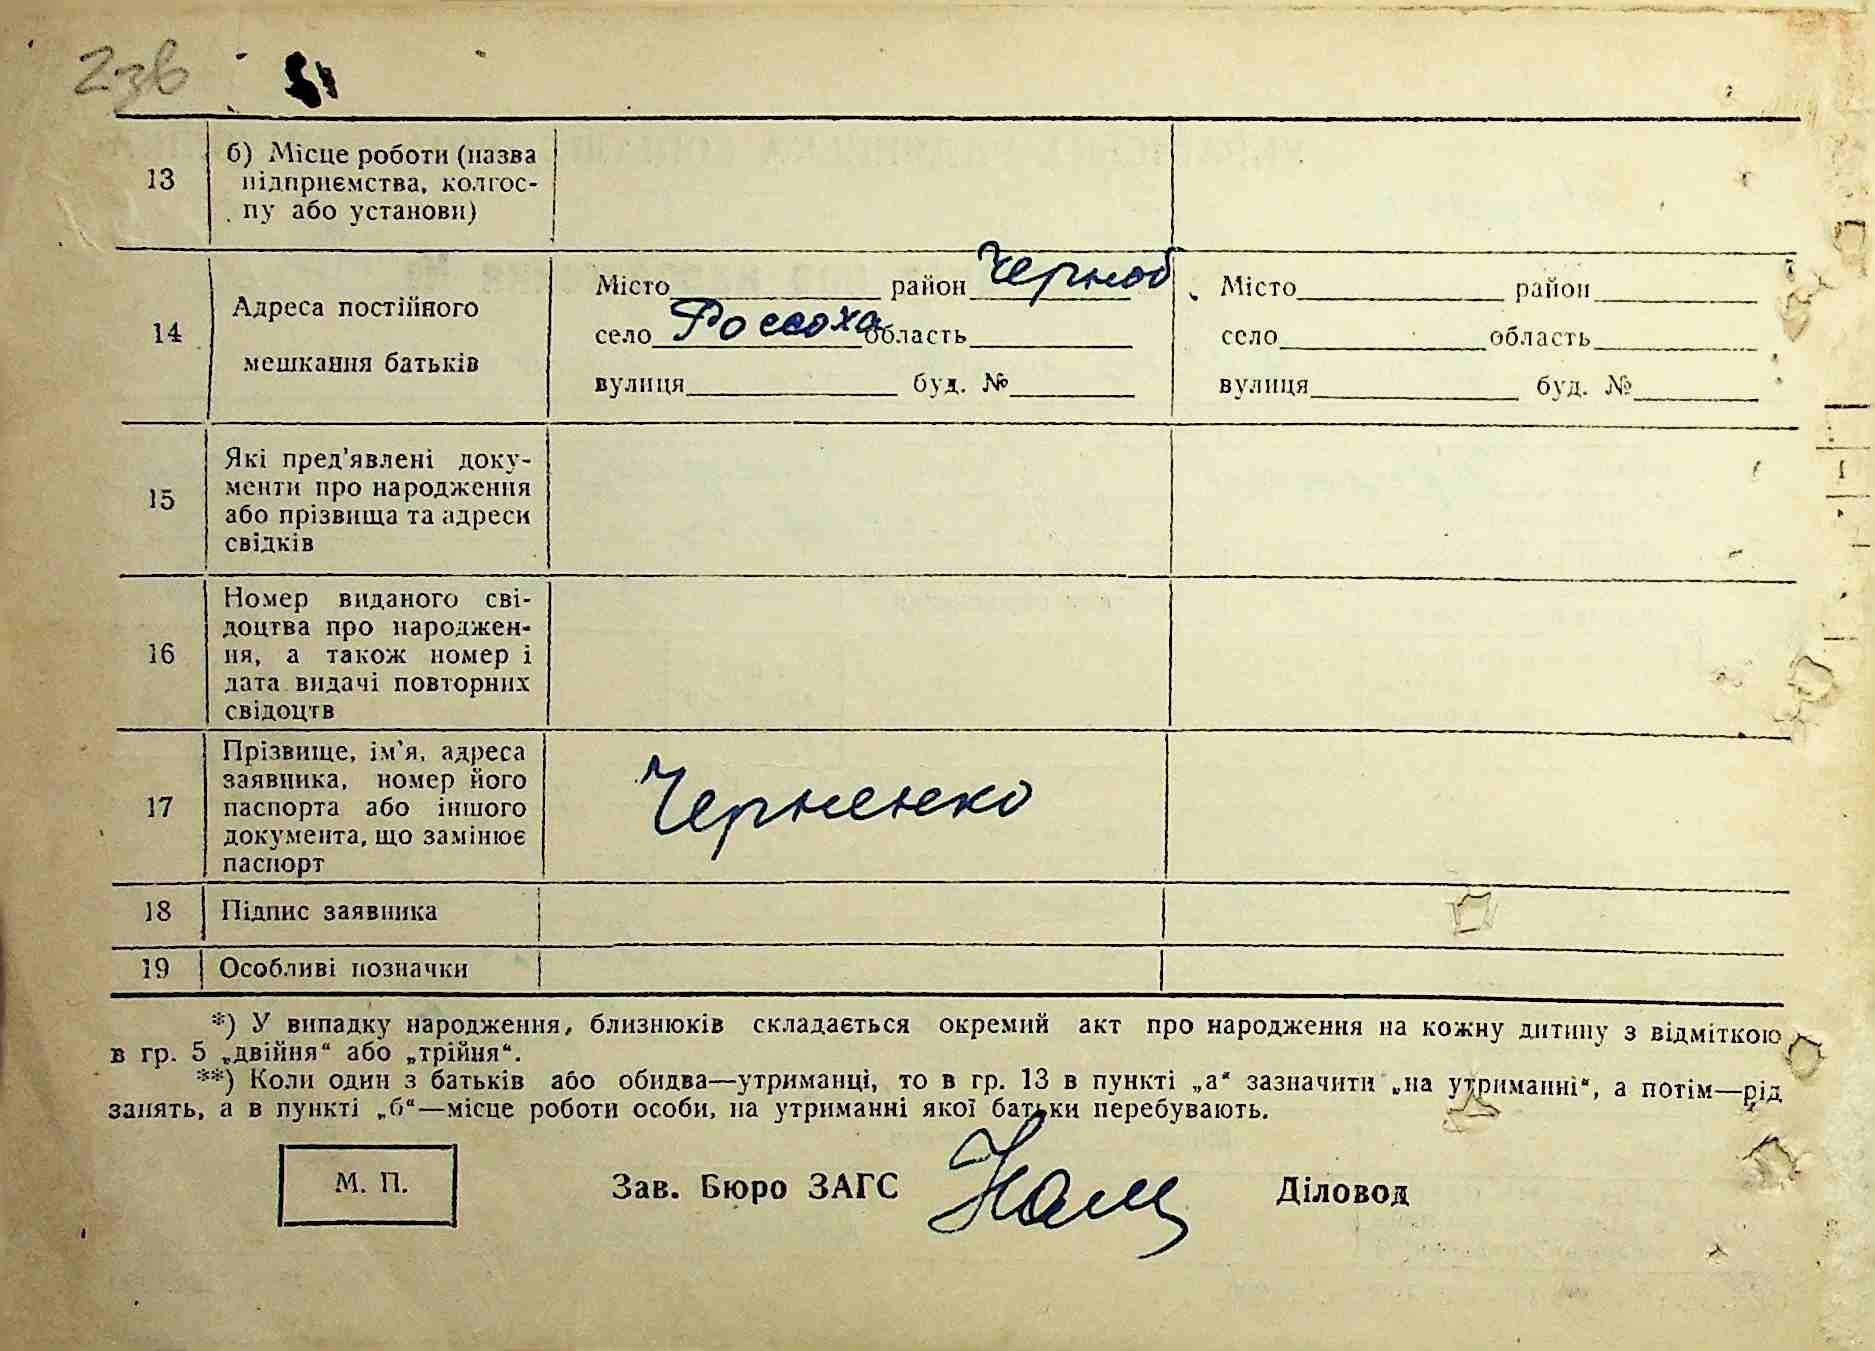 23в
13
б) Місце роботи (назва
підприємства, колгос-
пу або установи)
14
Адреса постійного
мешкання батьків
Місто район Черноб
село Россоха область
вулиця буд. №
Місто район
село область
вулиця буд. №
15
Які пред'явлені доку-
менти про народження
або прізвища та адреси
свідків
16
Номер виданого сві-
доцтва про народжен-
ня, а також номер і
дата видачі повторних
свідоцтв
17
Прізвище, ім'я, адреса
заявника, номер його
паспорта або іншого
документа, що замінює
паспорт
Черненко
18
Підпис заявника
19
Особливі позначки
*) У випадку народження, близнюків складається окремий акт про народження на кожну дитину з відміткою
в гр. 5 „двійня“ або „трійня“.
**) Коли один з батьків або обидва—утриманці, то в гр. 13 в пункті „а“ зазначити „на утриманні“, а потім—рід
занять, а в пункті „б“—місце роботи особи, на утриманні якої батьки перебувають.
М. П.
Зав. Бюро ЗАГС
Діловод